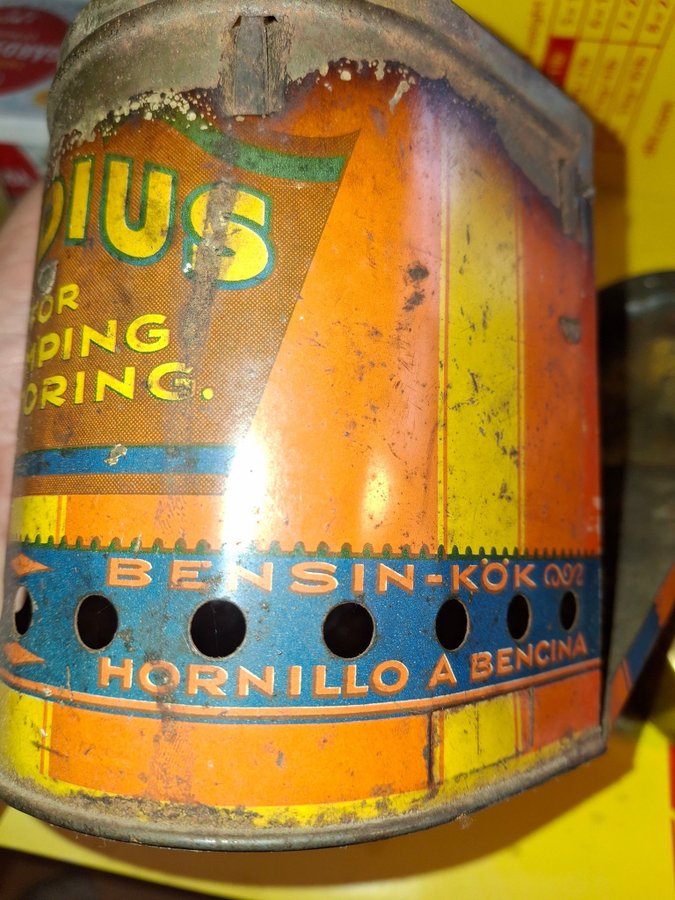 DIUS
FOR
MPING
ORING.
BENSIN-KÖK
HORNILLO A BENCINA